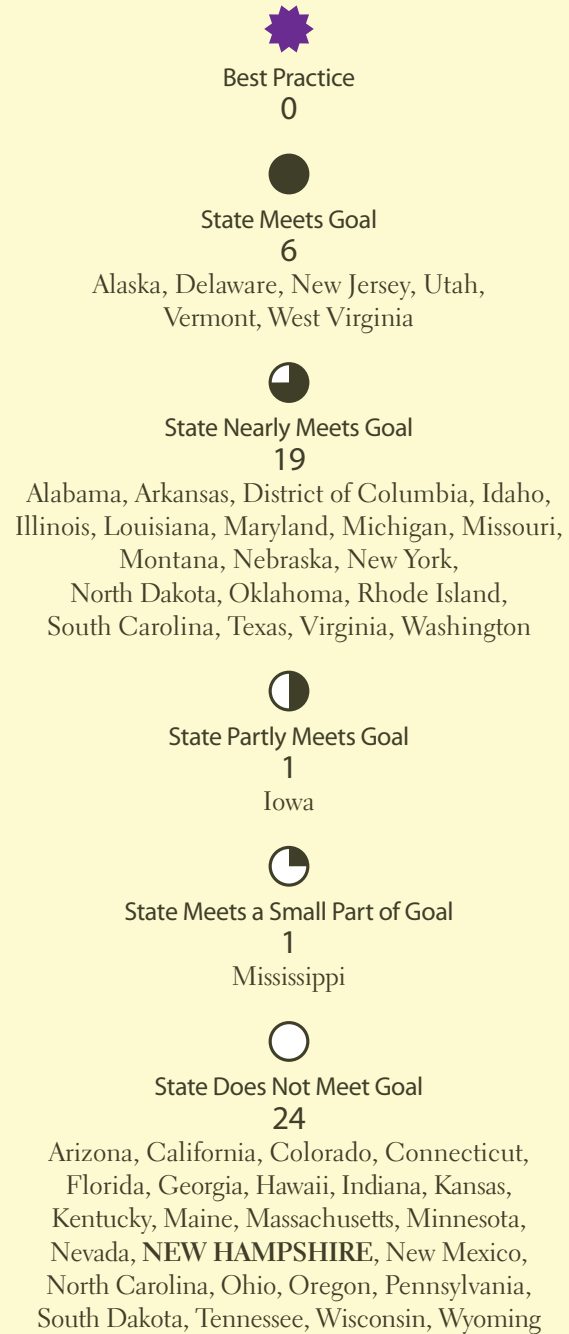 Best Practice
0
State Meets Goal
6
Alaska, Delaware, New Jersey, Utah,
Vermont, West Virginia
State Nearly Meets Goal
19
Alabama, Arkansas, District of Columbia, Idaho,
Illinois, Louisiana, Maryland, Michigan, Missouri,
Montana, Nebraska, New York,
North Dakota, Oklahoma, Rhode Island,
South Carolina, Texas, Virginia, Washington
State Partly Meets Goal
1
Iowa
State Meets a Small Part of Goal
1
Mississippi
State Does Not Meet Goal
24
Arizona, California, Colorado, Connecticut,
Florida, Georgia, Hawaii, Indiana, Kansas,
Kentucky, Maine, Massachusetts, Minnesota,
Nevada, NEW HAMPSHIRE, New Mexico,
North Carolina, Ohio, Oregon, Pennsylvania,
South Dakota, Tennessee, Wisconsin, Wyoming